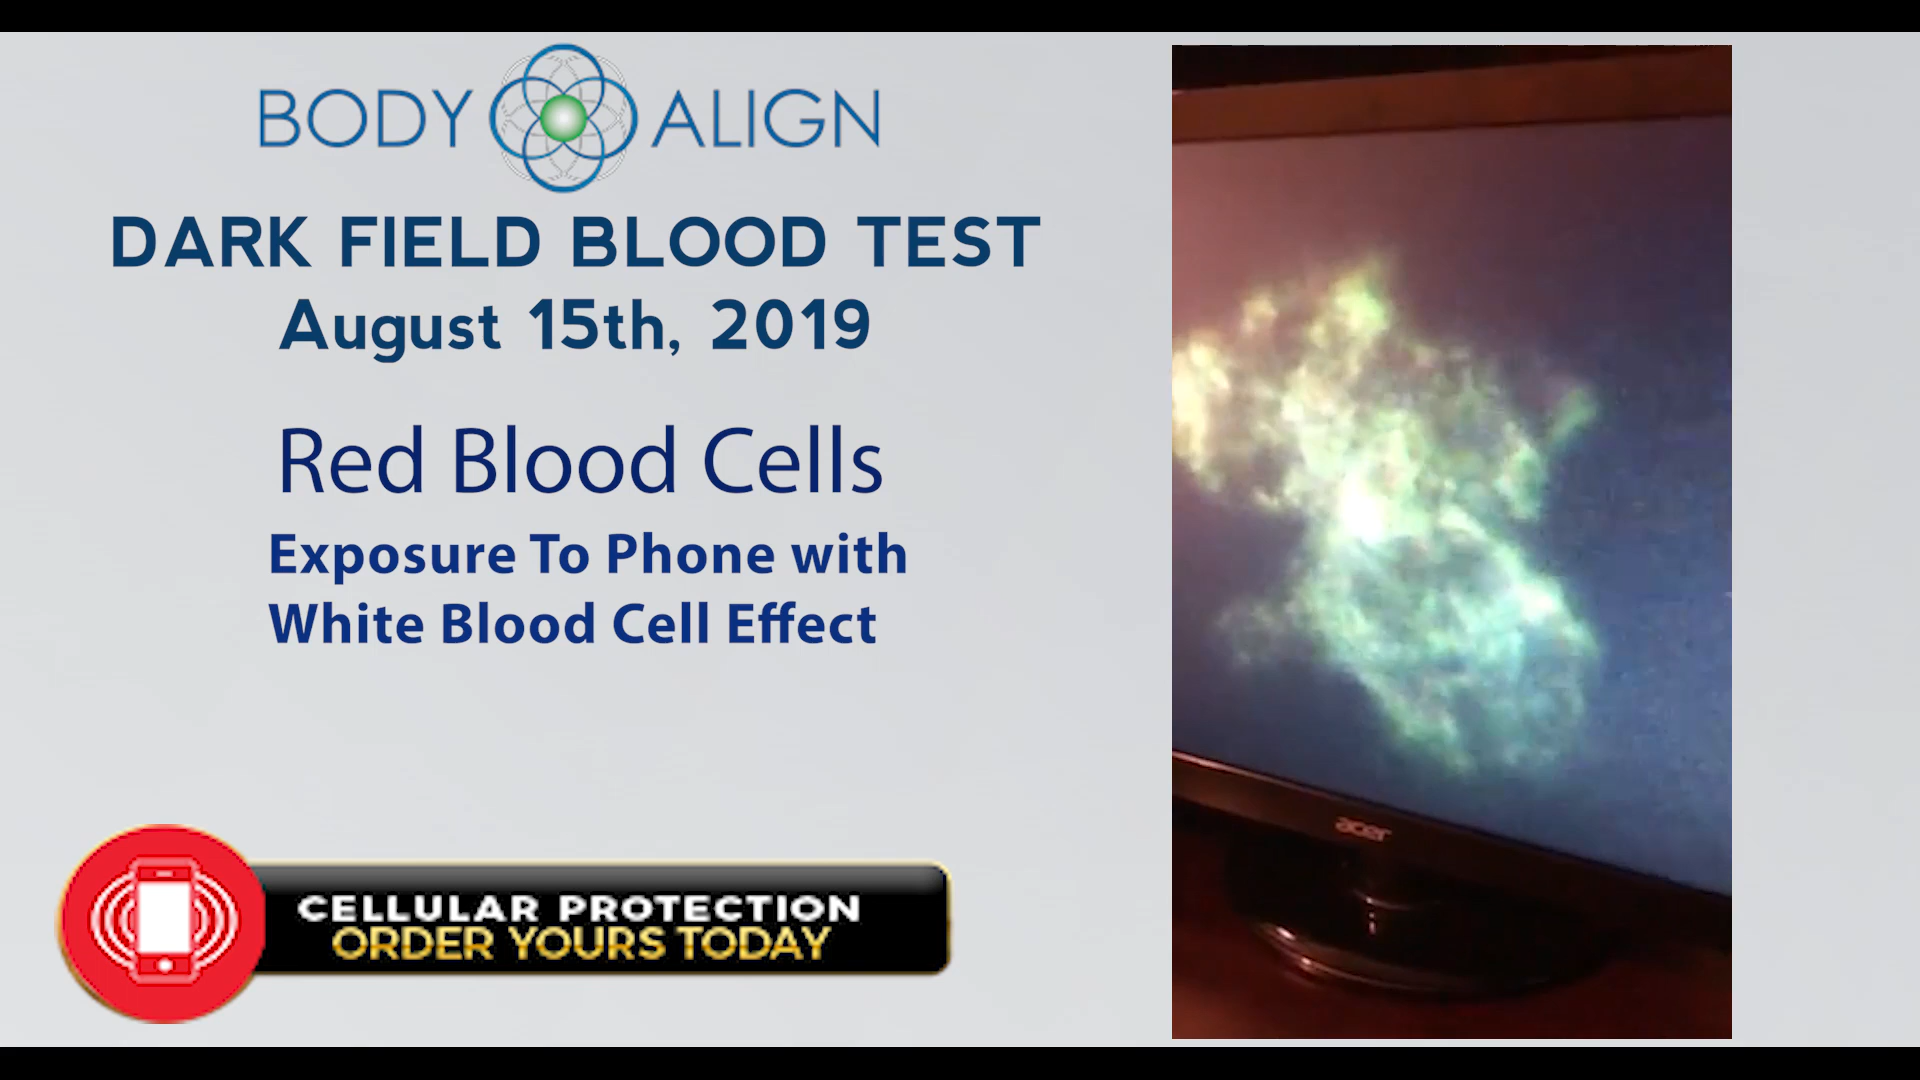 BODY ALIGN
DARK FIELD BLOOD TEST
August 15th, 2019
Red Blood Cells
Exposure To Phone with
White Blood Cell Effect
CELLULAR PROTECTION
ORDER YOURS TODAY
acer